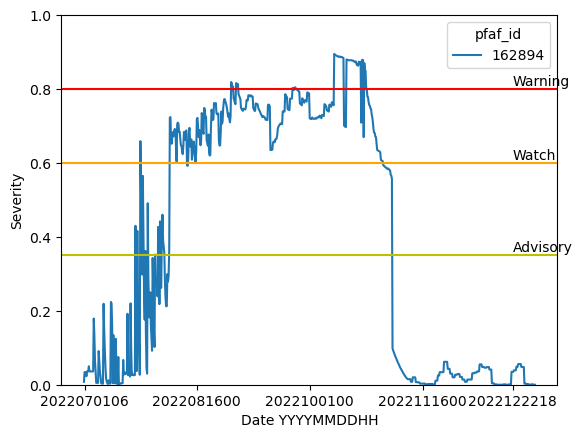 1.0
0.8
0.6
0.4
0.2
0.0
Severity
pfaf_id
162894
Warning
Watch
Advisory
2022070106 2022081600 2022100100 2022111600 2022122218
Date YYYYMMDDHH